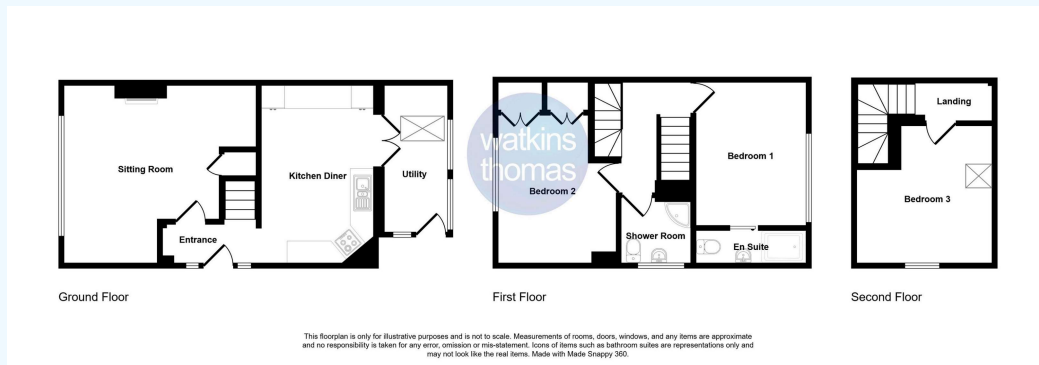 Sitting Room
Entrance
Kitchen Diner
Utility
Ground Floor
watkins
thomas
Bedroom 2
Bedroom 1
Shower Room
En Suite
First Floor
Landing
Bedroom 3
Second Floor
This floorplan is only for illustrative purposes and is not to scale. Measurements of rooms, doors, windows, and any items are approximate
and no responsibility is taken for any error, omission or mis-statement. Icons of items such as bathroom suites are representations only and
may not look like the real items. Made with Made Snappy 360.